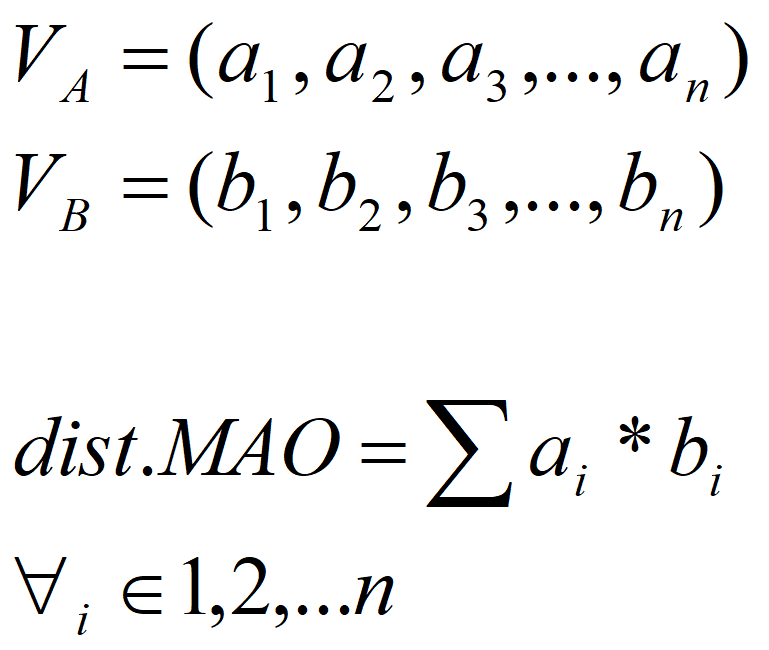 V_A = (a_1, a_2, a_3,..., a_n)
V_B = (b_1, b_2, b_3,..., b_n)
dist.MAO = ∑ a_i * b_i
∀_i ∈ 1,2,...n